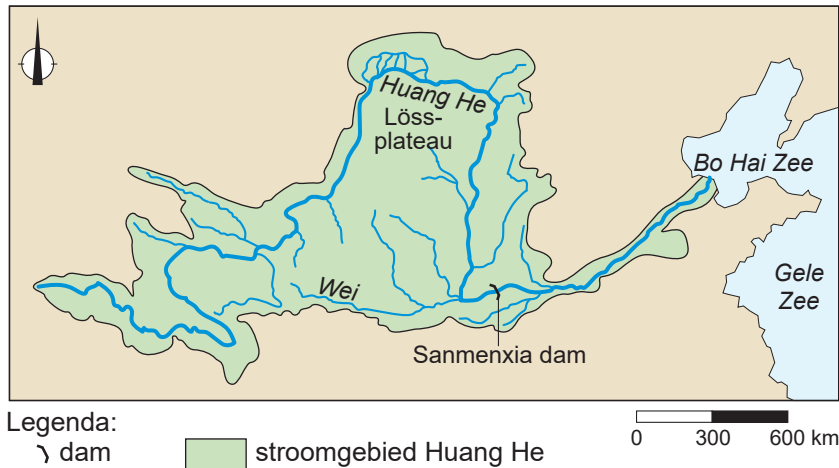 Huang He
Löss-
plateau
Bo Hai Zee
Gele
Zee
Wei
Sanmenxia dam
Legenda:
dam
stroomgebied Huang He
0 300 600 km